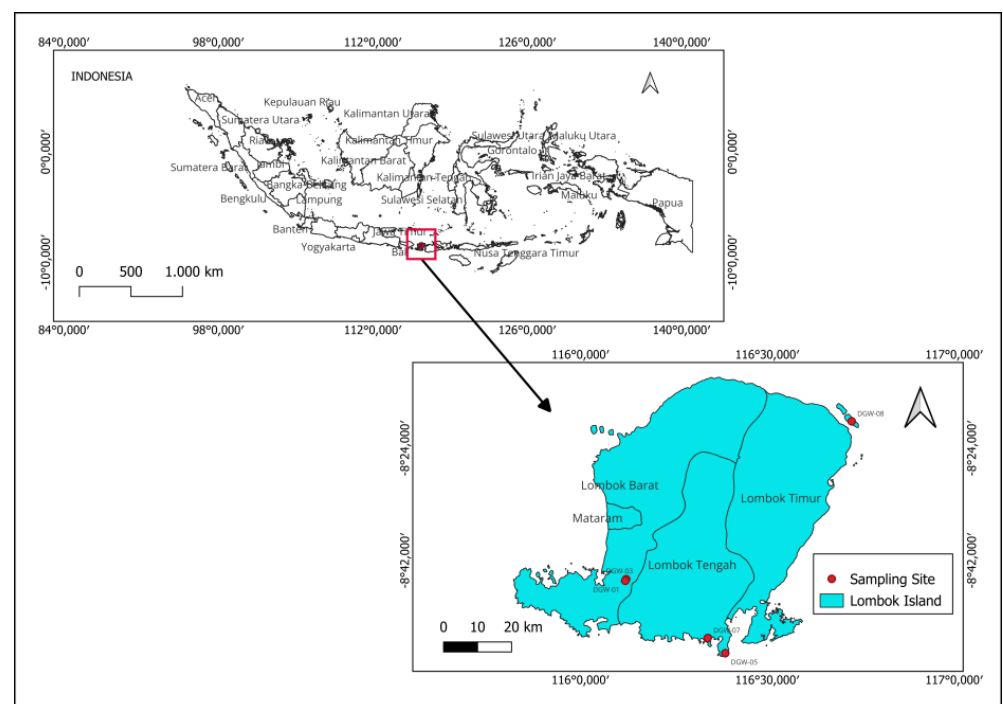 84°0,000′ 98°0,000′ 112°0,000′ 126°0,000′ 140°0,000′
INDONESIA
Aceh
Kepulauan Riau
Sumatera Utara
Kalimantan Utara
Riau
Kalimantan Timur
Sulawesi Utara
Maluku Utara
Gorontalo
0°0,000′
0°0,000′
Sumatera Barat
Jambi
Kalimantan Barat
Kalimantan Tengah
Irian Jaya Barat
Bangka Belitung
Bengkulu
Lampung
Sulawesi Selatan
Maluku
Papua
Banten
Jawa Timur
Yogyakarta
Nusa Tenggara Timur
-10°0,000′
-10°0,000′
0 500 1.000 km
84°0,000′ 98°0,000′ 112°0,000′ 126°0,000′ 140°0,000′
116°0,000′ 116°30,000′ 117°0,000′
DGW-08
-8°24,000′
-8°24,000′
Lombok Barat
Lombok Timur
Mataram
-8°42,000′
-8°42,000′
Lombok Tengah
DGW-03
DGW-01
Sampling Site
Lombok Island
0 10 20 km
DGW-07
DGW-05
116°0,000′ 116°30,000′ 117°0,000′